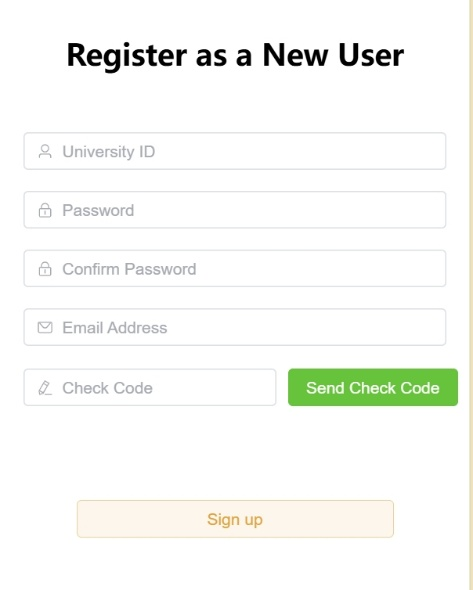 Register as a New User
University ID
Password
Confirm Password
Email Address
Check Code
Send Check Code
Sign up